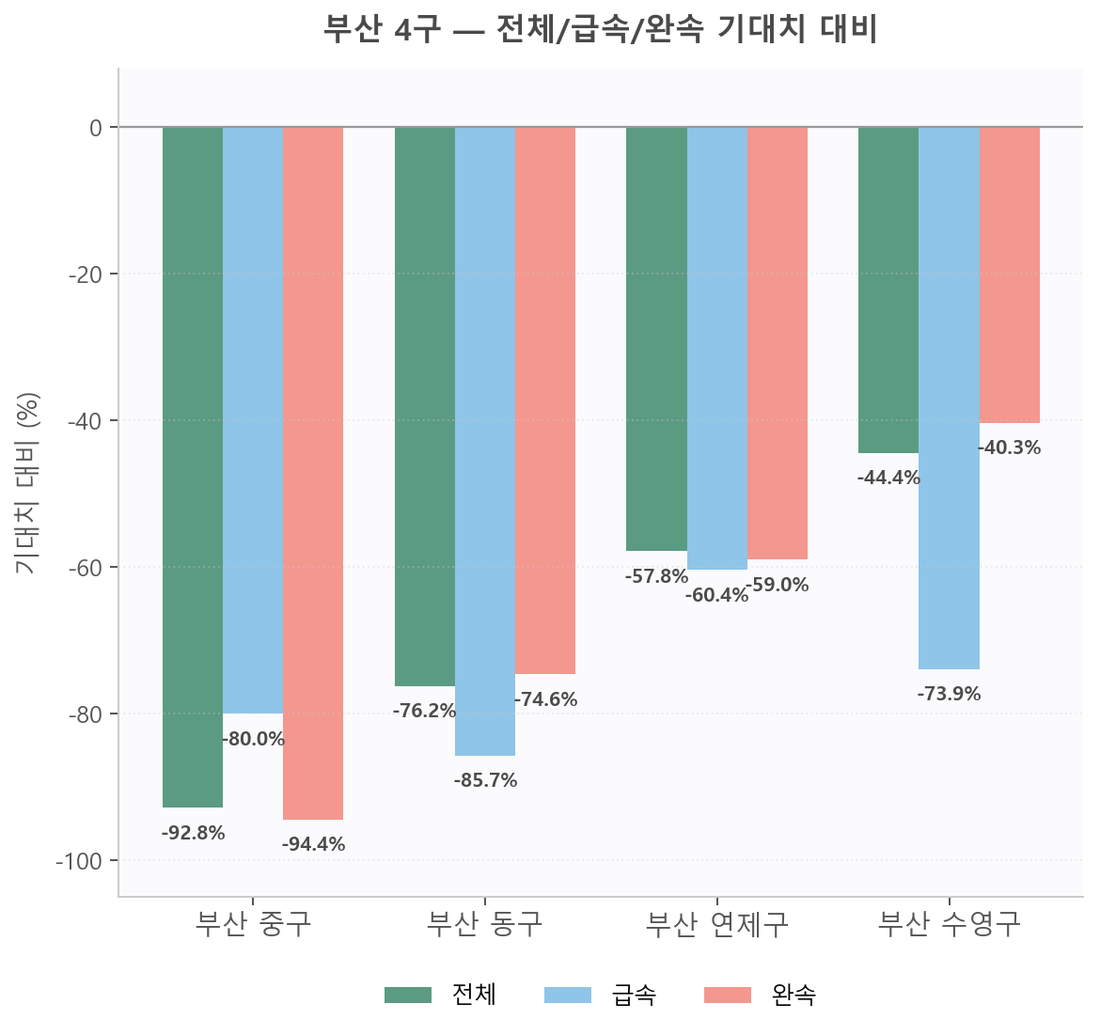 부산 4구 — 전체/급속/완속 기대치 대비
기대치 대비 (%)
0
-20
-40
-60
-80
-100
-92.8%
-80.0%
-94.4%
-76.2%
-85.7%
-74.6%
-57.8%
-60.4%
-59.0%
-44.4%
-73.9%
-40.3%
부산 중구
부산 동구
부산 연제구
부산 수영구
전체
급속
완속